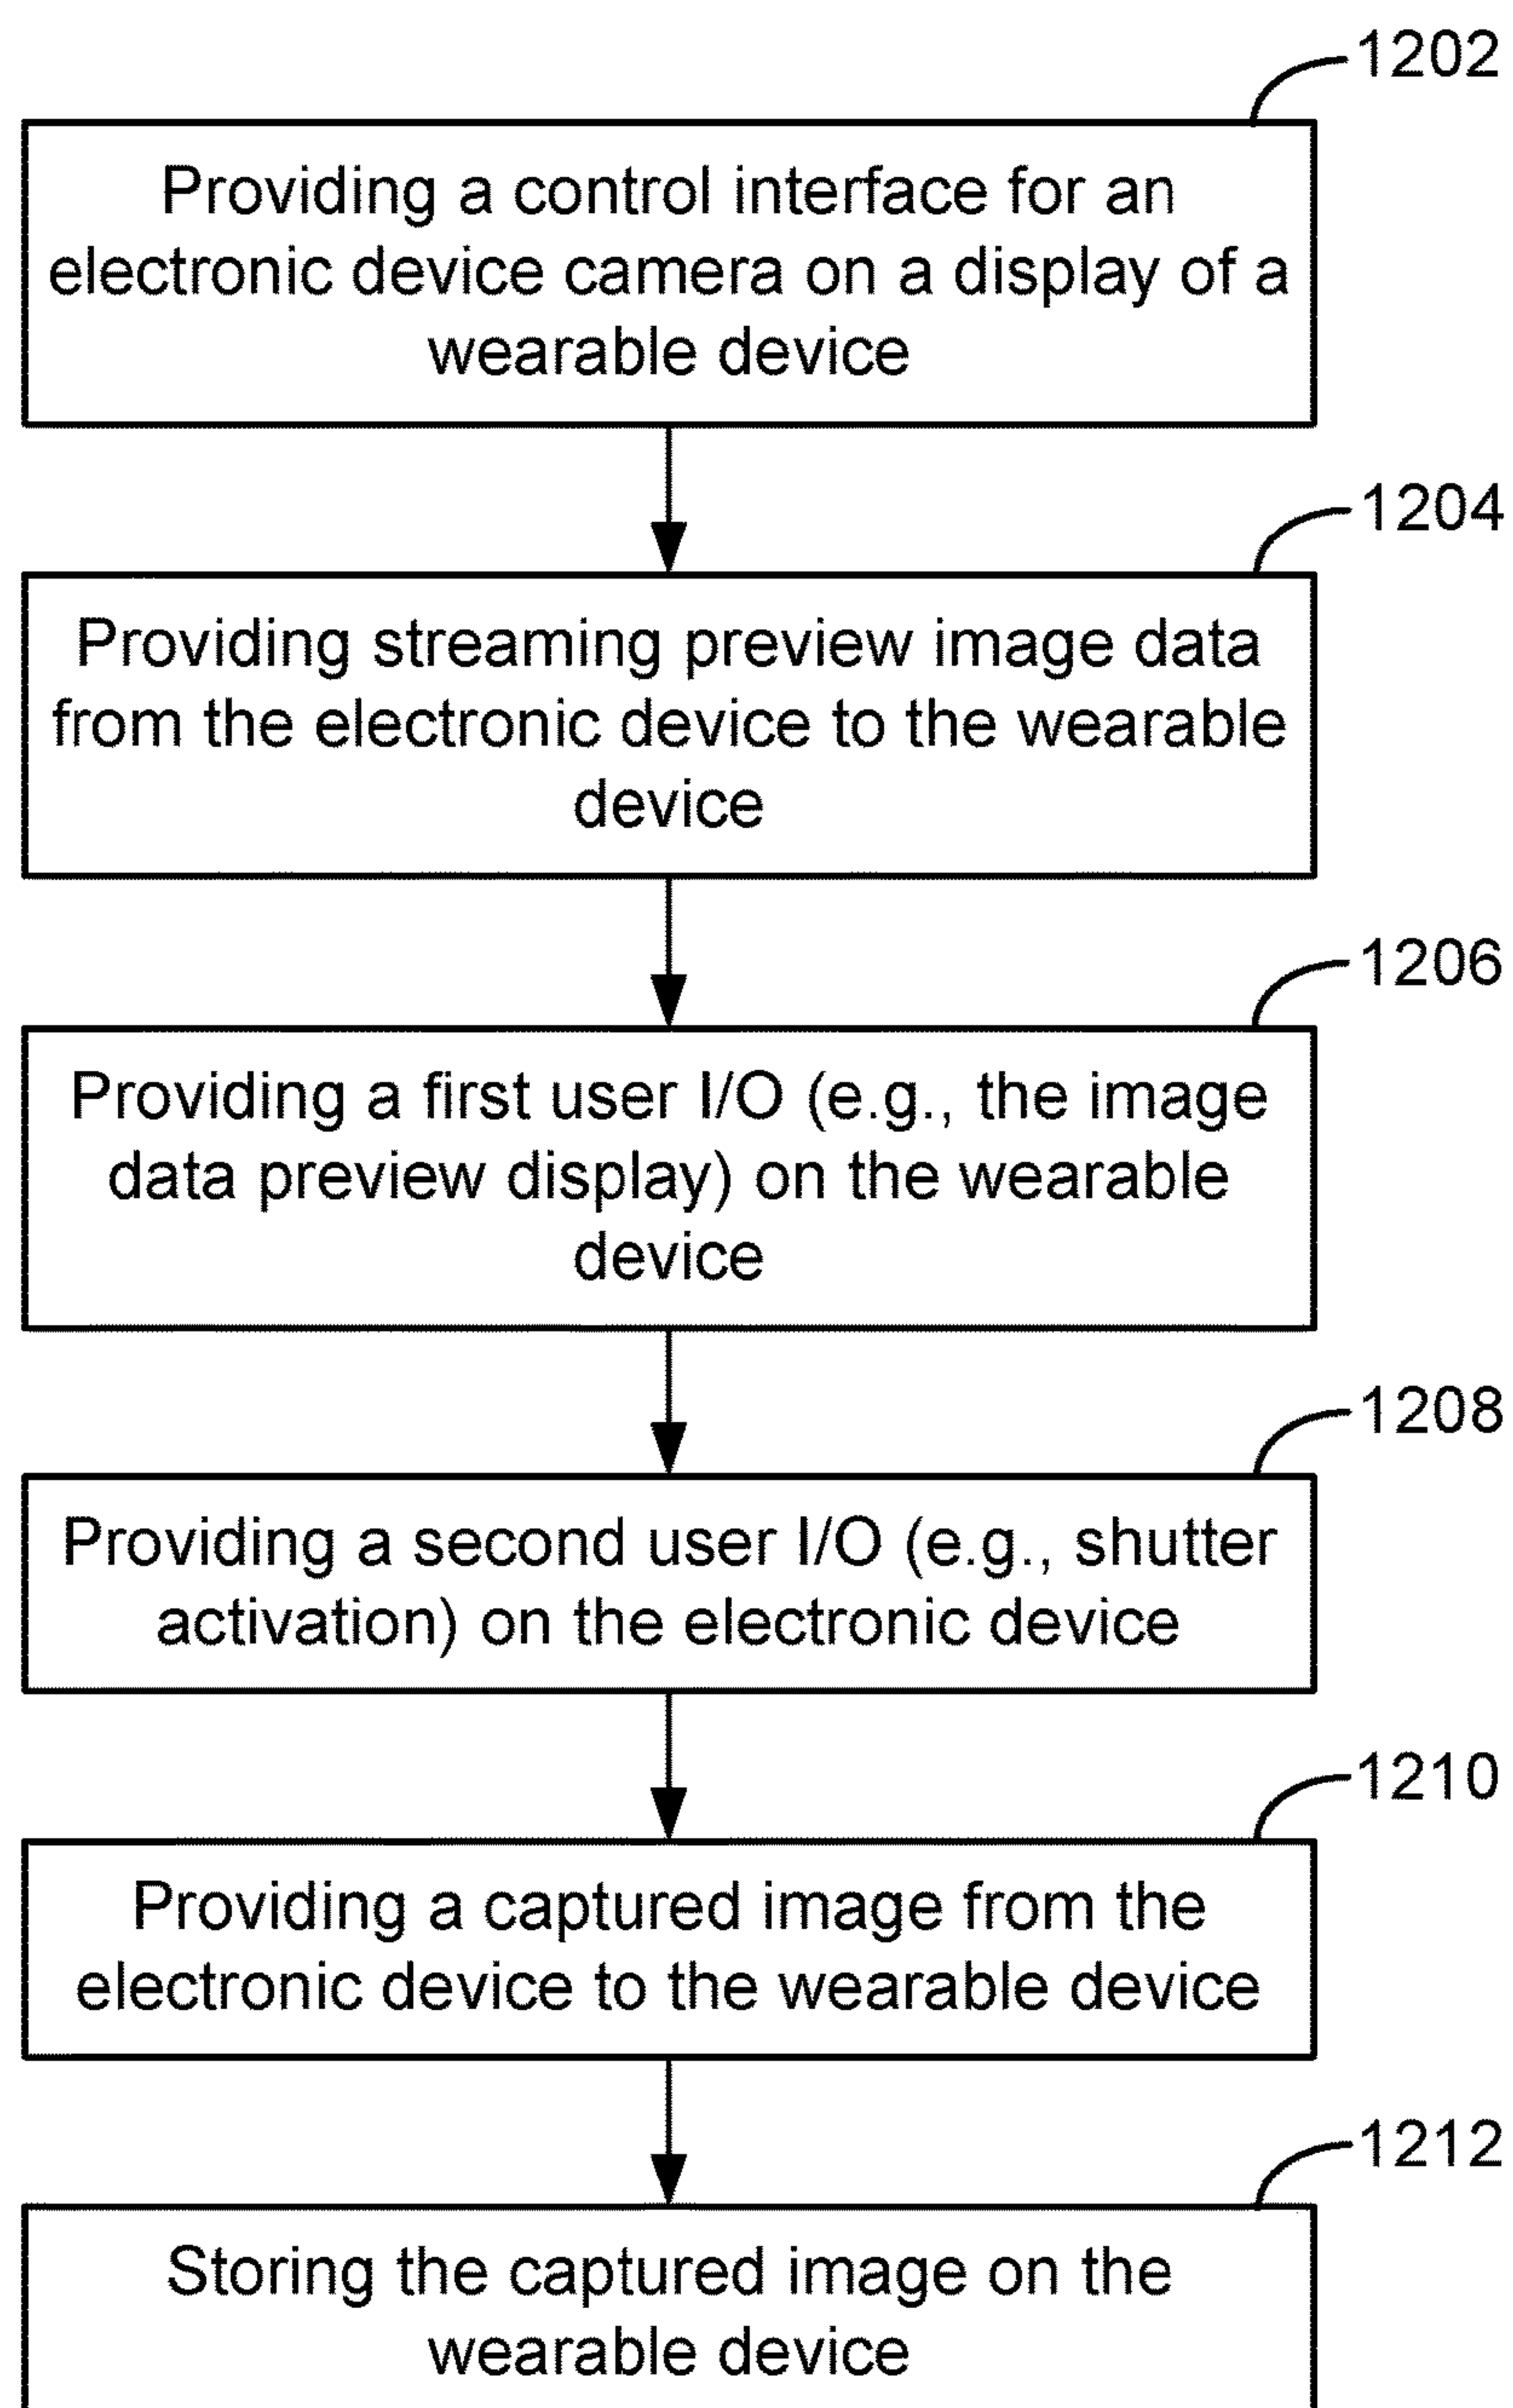 1202
Providing a control interface for an
electronic device camera on a display of a
wearable device
1204
Providing streaming preview image data
from the electronic device to the wearable
device
1206
Providing a first user I/O (e.g., the image
data preview display) on the wearable
device
1208
Providing a second user I/O (e.g., shutter
activation) on the electronic device
1210
Providing a captured image from the
electronic device to the wearable device
1212
Storing the captured image on the
wearable device